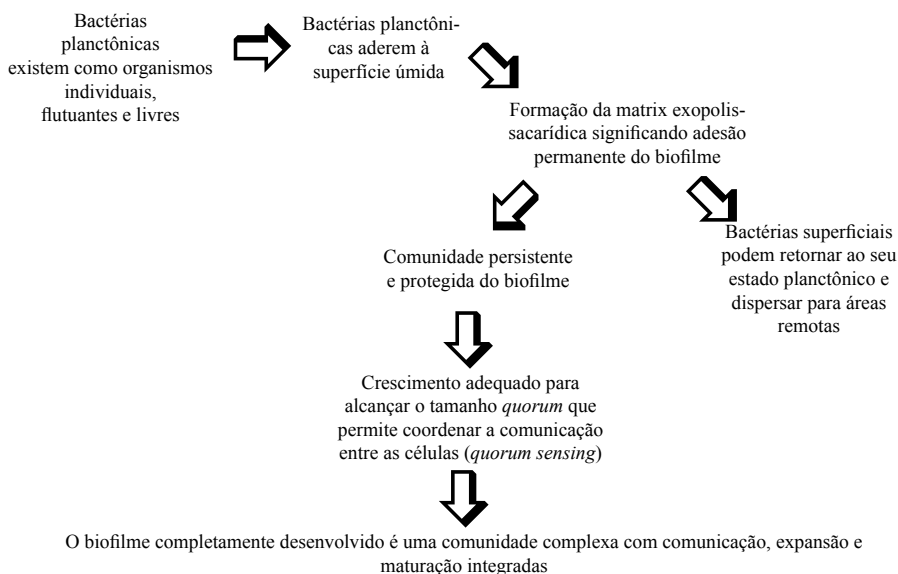 Bactérias
planctônicas
existem como organismos
individuais,
flutuantes e livres
Bactérias planctôni-
cas aderem à
superfície úmida
Formação da matrix exopolis-
sacarídica significando adesão
permanente do biofilme
Comunidade persistente
e protegida do biofilme
Bactérias superficiais
podem retornar ao seu
estado planctônico e
dispersar para áreas
remotas
Crescimento adequado para
alcançar o tamanho quorum que
permite coordenar a comunicação
entre as células (quorum sensing)
O biofilme completamente desenvolvido é uma comunidade complexa com comunicação, expansão e
maturação integradas